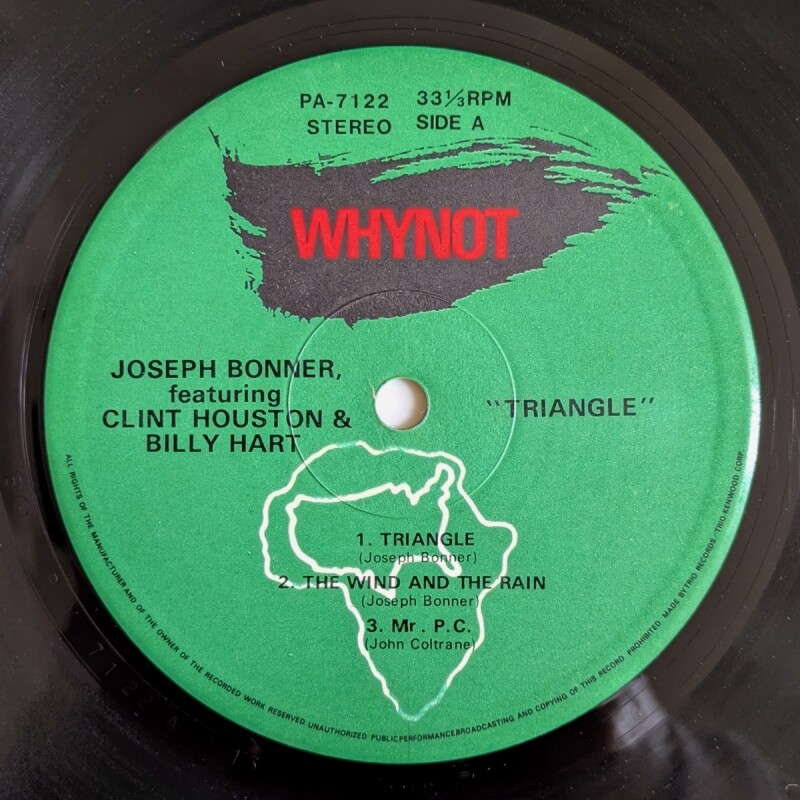 PA-7122 33⅓RPM
STEREO SIDE A
WHYNOT
JOSEPH BONNER,
featuring
CLINT HOUSTON &
BILLY HART
"TRIANGLE"
1. TRIANGLE
(Joseph Bonner)
2. THE WIND AND THE RAIN
(Joseph Bonner)
3. Mr. P.C.
(John Coltrane)
ALL RIGHTS OF THE MANUFACTURER AND OF THE OWNER OF THE RECORDED WORK RESERVED. UNAUTHORIZED PUBLIC PERFORMANCE BROADCASTING AND COPYING OF THIS RECORD PROHIBITED. MADE BY TRIO RECORDS. TRIO-KENWOOD CORP.